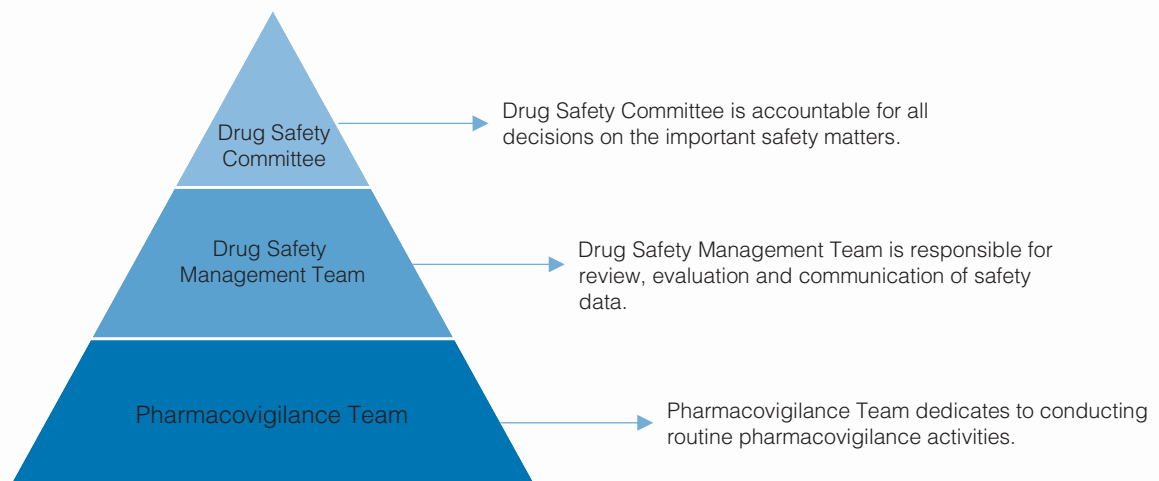 Drug Safety
Committee
Drug Safety Committee is accountable for all
decisions on the important safety matters.
Drug Safety
Management Team
Drug Safety Management Team is responsible for
review, evaluation and communication of safety
data.
Pharmacovigilance Team
Pharmacovigilance Team dedicates to conducting
routine pharmacovigilance activities.